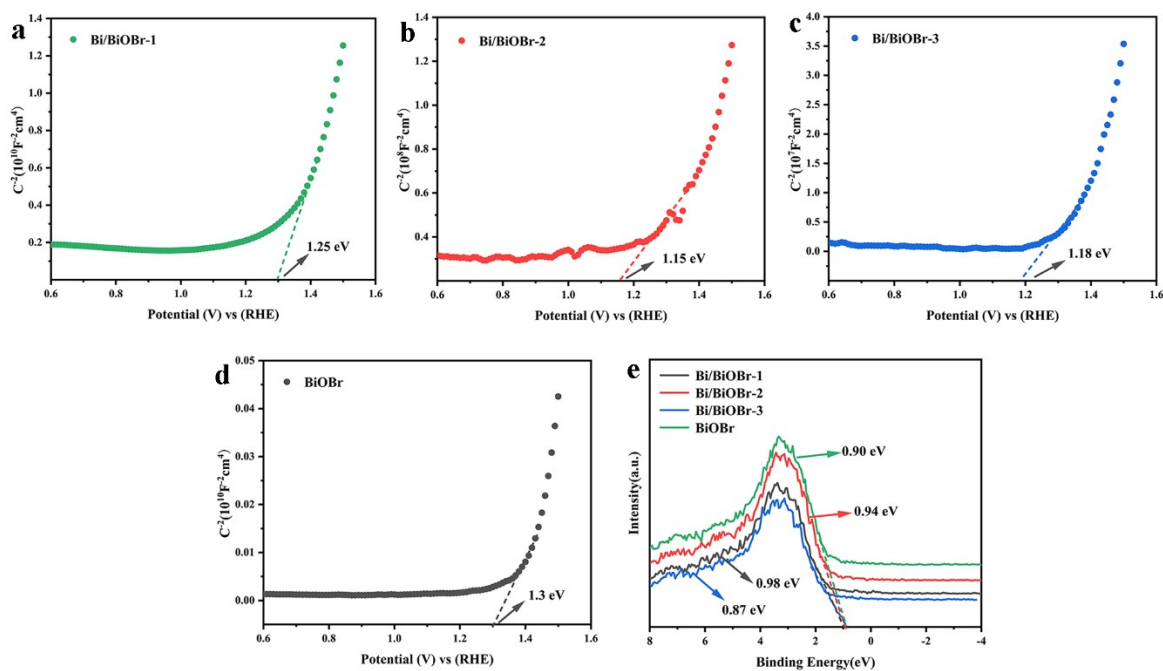 a
Bi/BiOBr-1
1.4
1.2
1.0
0.8
0.6
0.4
0.2
C⁻²(10¹⁰F⁻²cm⁴)
1.25 eV
0.6 0.8 1.0 1.2 1.4 1.6
Potential (V) vs (RHE)
b
Bi/BiOBr-2
1.4
1.2
1.0
0.8
0.6
0.4
C⁻²(10⁸F⁻²cm⁴)
1.15 eV
0.6 0.8 1.0 1.2 1.4 1.6
Potential (V) vs (RHE)
c
Bi/BiOBr-3
4.0
3.5
3.0
2.5
2.0
1.5
1.0
0.5
0.0
C⁻²(10⁷F⁻²cm⁴)
1.18 eV
0.6 0.8 1.0 1.2 1.4 1.6
Potential (V) vs (RHE)
d
BiOBr
0.05
0.04
0.03
0.02
0.01
0.00
C⁻²(10¹⁰F⁻²cm⁴)
1.3 eV
0.6 0.8 1.0 1.2 1.4 1.6
Potential (V) vs (RHE)
e
Bi/BiOBr-1
Bi/BiOBr-2
Bi/BiOBr-3
BiOBr
0.90 eV
0.94 eV
0.98 eV
0.87 eV
Intensity(a.u.)
8 6 4 2 0 -2 -4
Binding Energy(eV)